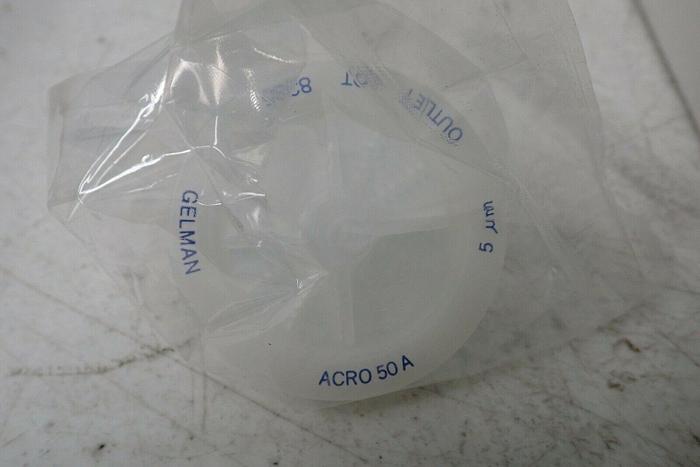 GELMAN
ACRO 50 A
5 µm
OUTLET